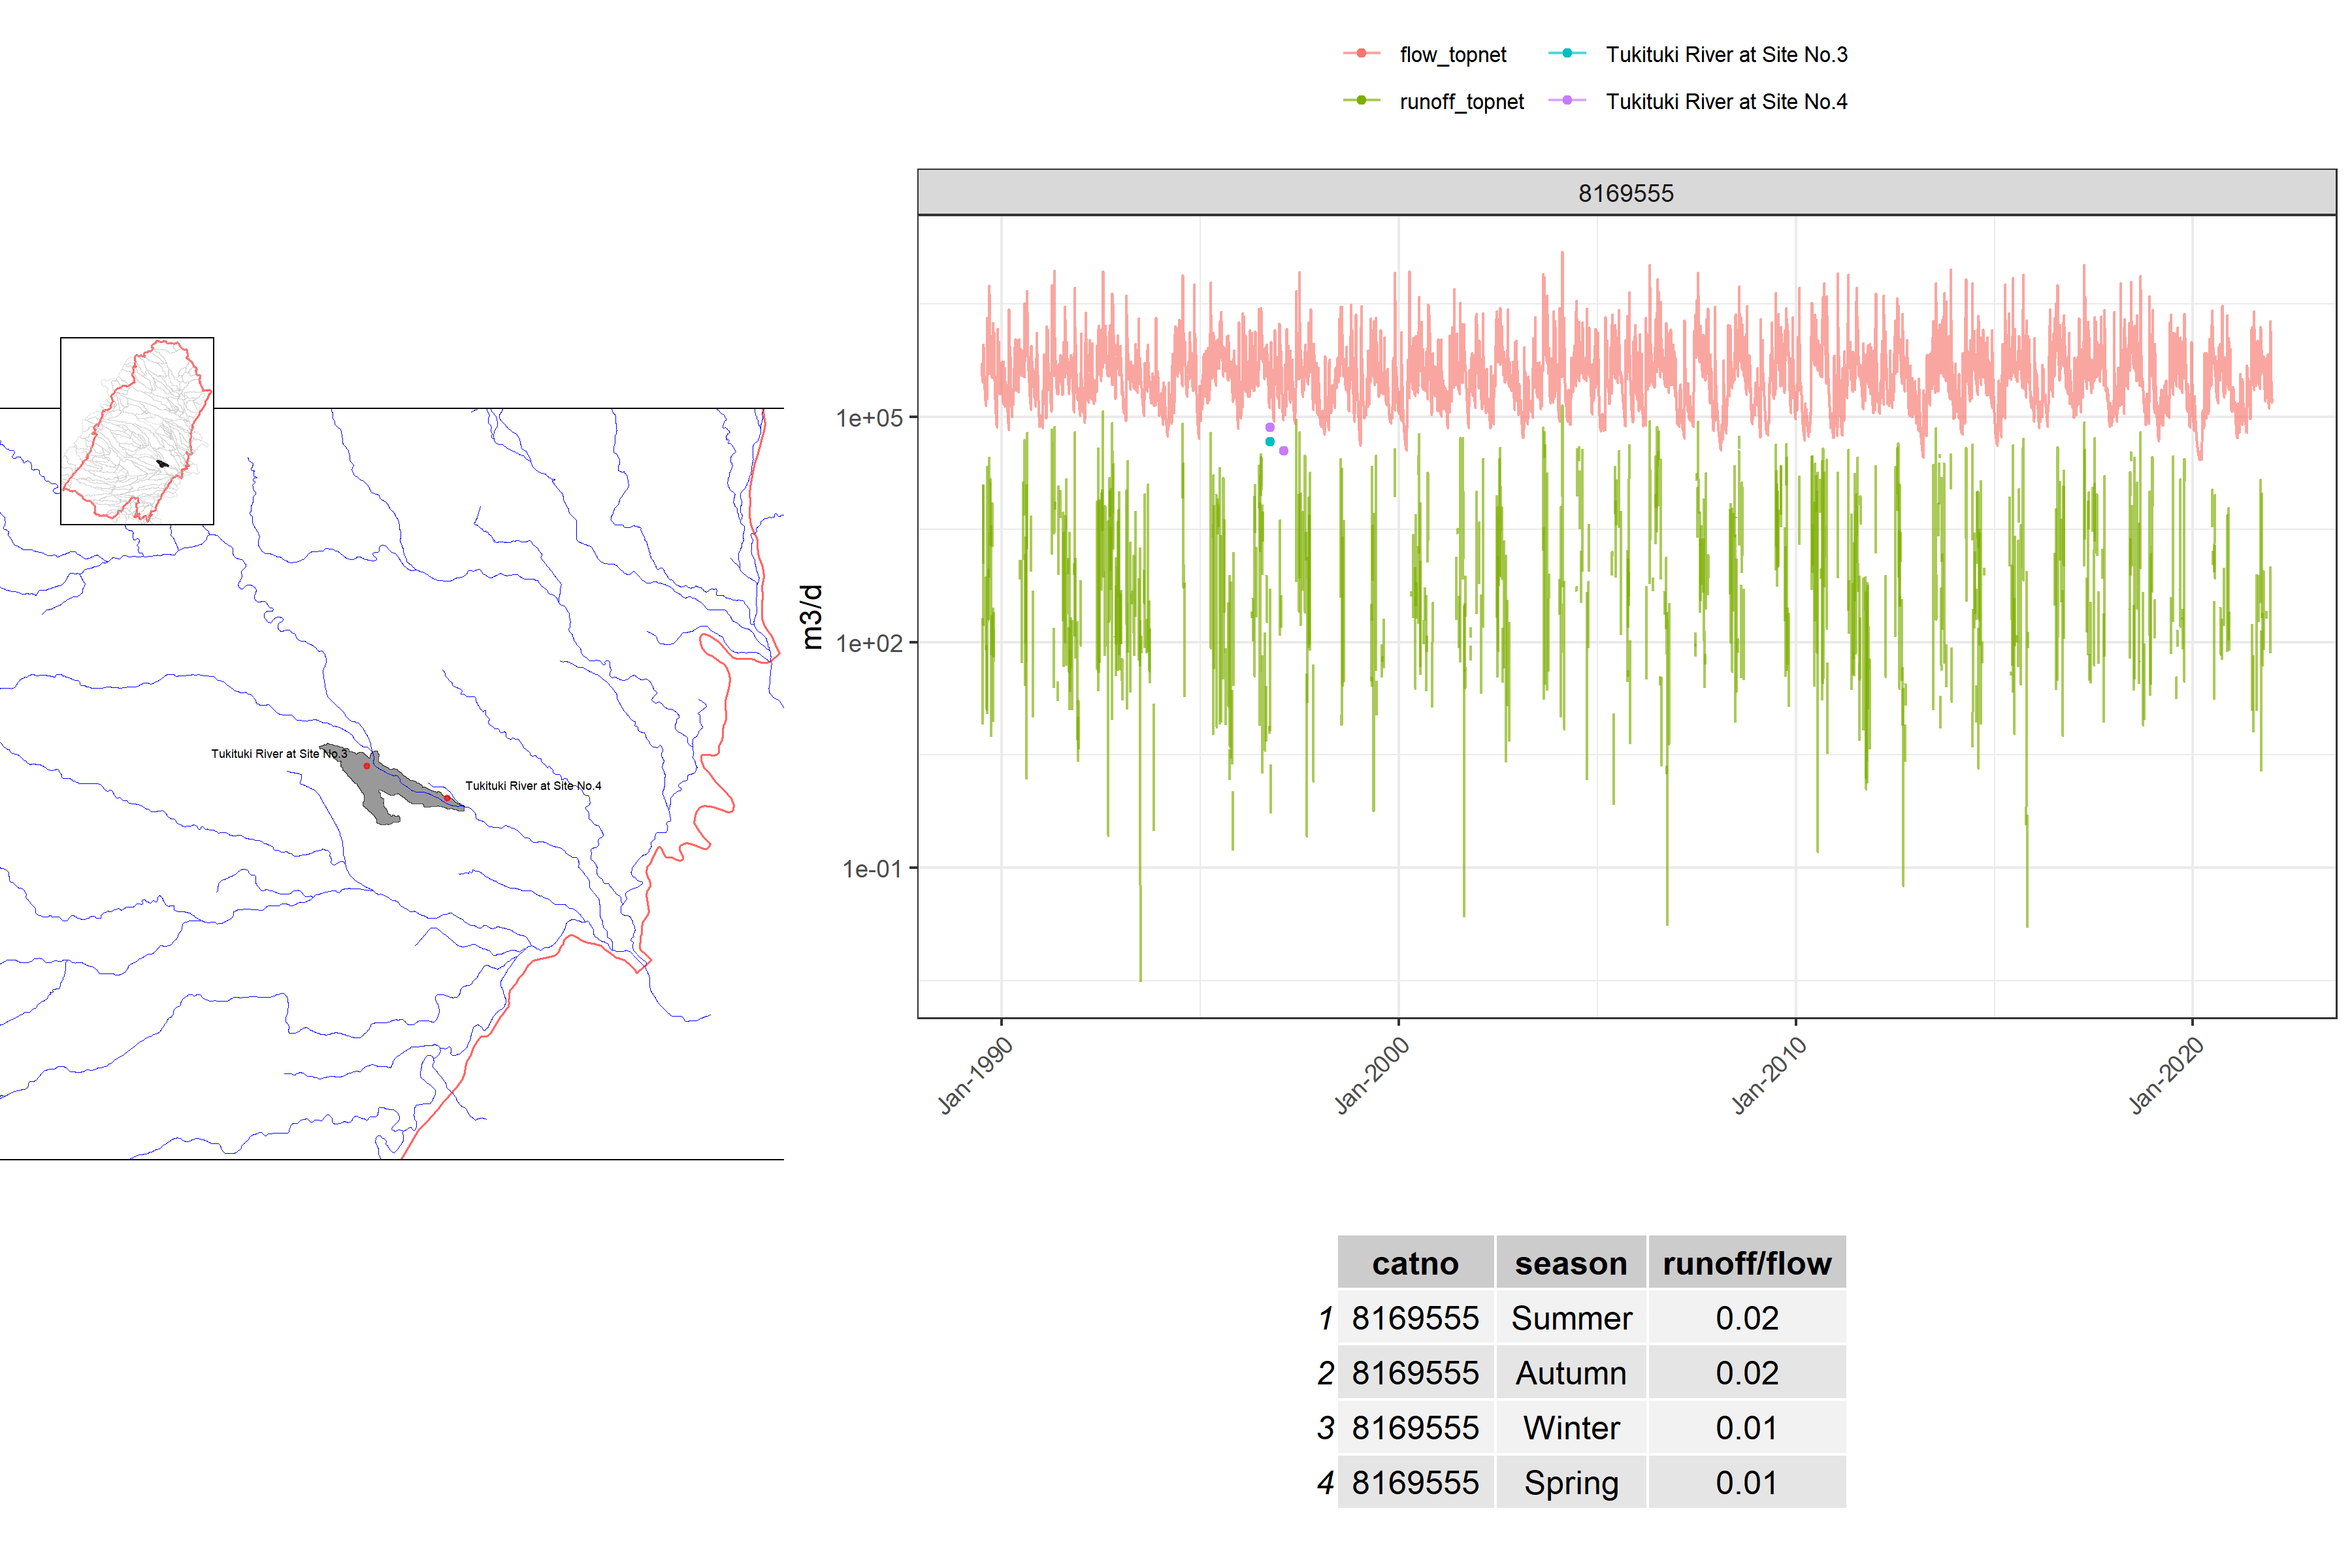 flow_topnet
Tukituki River at Site No.3
runoff_topnet
Tukituki River at Site No.4
8169555
1e+05
1e+02
1e-01
m3/d
Jan-1990
Jan-2000
Jan-2010
Jan-2020
Tukituki River at Site No.3
Tukituki River at Site No.4
catno season runoff/flow
1 8169555 Summer 0.02
2 8169555 Autumn 0.02
3 8169555 Winter 0.01
4 8169555 Spring 0.01